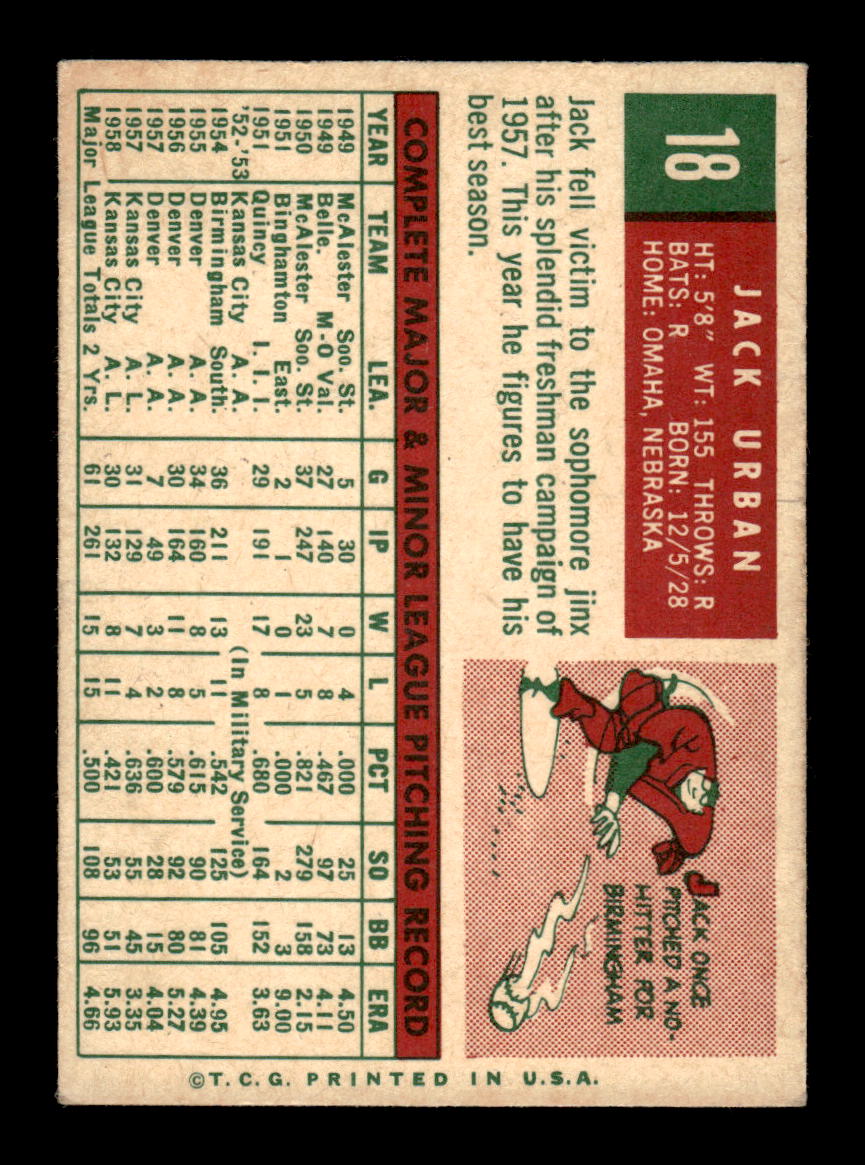 18
JACK URBAN
HT: 5'8" WT: 155 THROWS: R
BATS: R BORN: 12/5/28
HOME: OMAHA, NEBRASKA
Jack fell victim to the sophomore jinx
after his splendid freshman campaign of
1957. This year he figures to have his
best season.
JACK ONCE
PITCHED A NO-
HITTER FOR
BIRMINGHAM
COMPLETE MAJOR & MINOR LEAGUE PITCHING RECORD
YEAR TEAM LEA. G IP W L PCT SO BB ERA
1949 McAlester Soo. St. 5 30 0 4 .000 25 13 4.50
1949 Belle. M-O Val. 27 140 7 8 .467 97 73 4.11
1950 McAlester Soo. St. 37 247 23 5 .821 279 158 2.15
1951 Binghamton East. 2 1 0 1 .000 2 3 9.00
1951 Quincy I. I. I. 29 191 17 8 .680 164 152 3.63
'52-'53 Kansas City A. A. (In Military Service)
1954 Birmingham South. 36 211 13 11 .542 125 105 4.95
1955 Denver A. A. 34 160 8 5 .615 90 81 4.39
1956 Denver A. A. 30 164 11 8 .579 92 80 5.27
1957 Denver A. A. 7 49 3 2 .600 28 15 4.04
1957 Kansas City A. L. 31 129 7 4 .636 55 45 3.35
1958 Kansas City A. L. 30 132 8 11 .421 53 51 5.93
Major League Totals 2 Yrs. 61 261 15 15 .500 108 96 4.66
©T.C.G. PRINTED IN U.S.A.